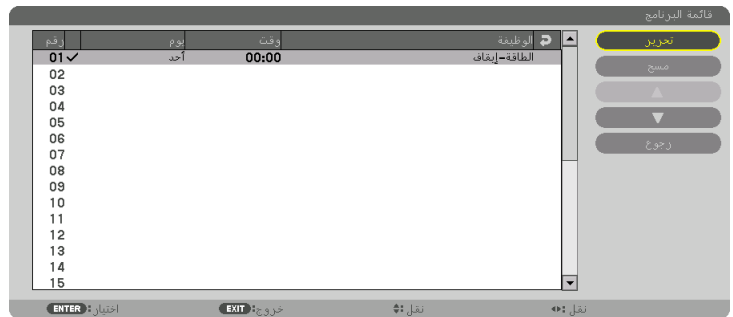 قائمة البرنامج
رقم يوم وقت الوظيفة
01 ✓ أحد 00:00 الطاقة-إيقاف
02
03
04
05
06
07
08
09
10
11
12
13
14
15
تحرير
مسح
▲
▼
رجوع
ENTER :اختيار EXIT :خروج نقل :⬍ نقل :⬌